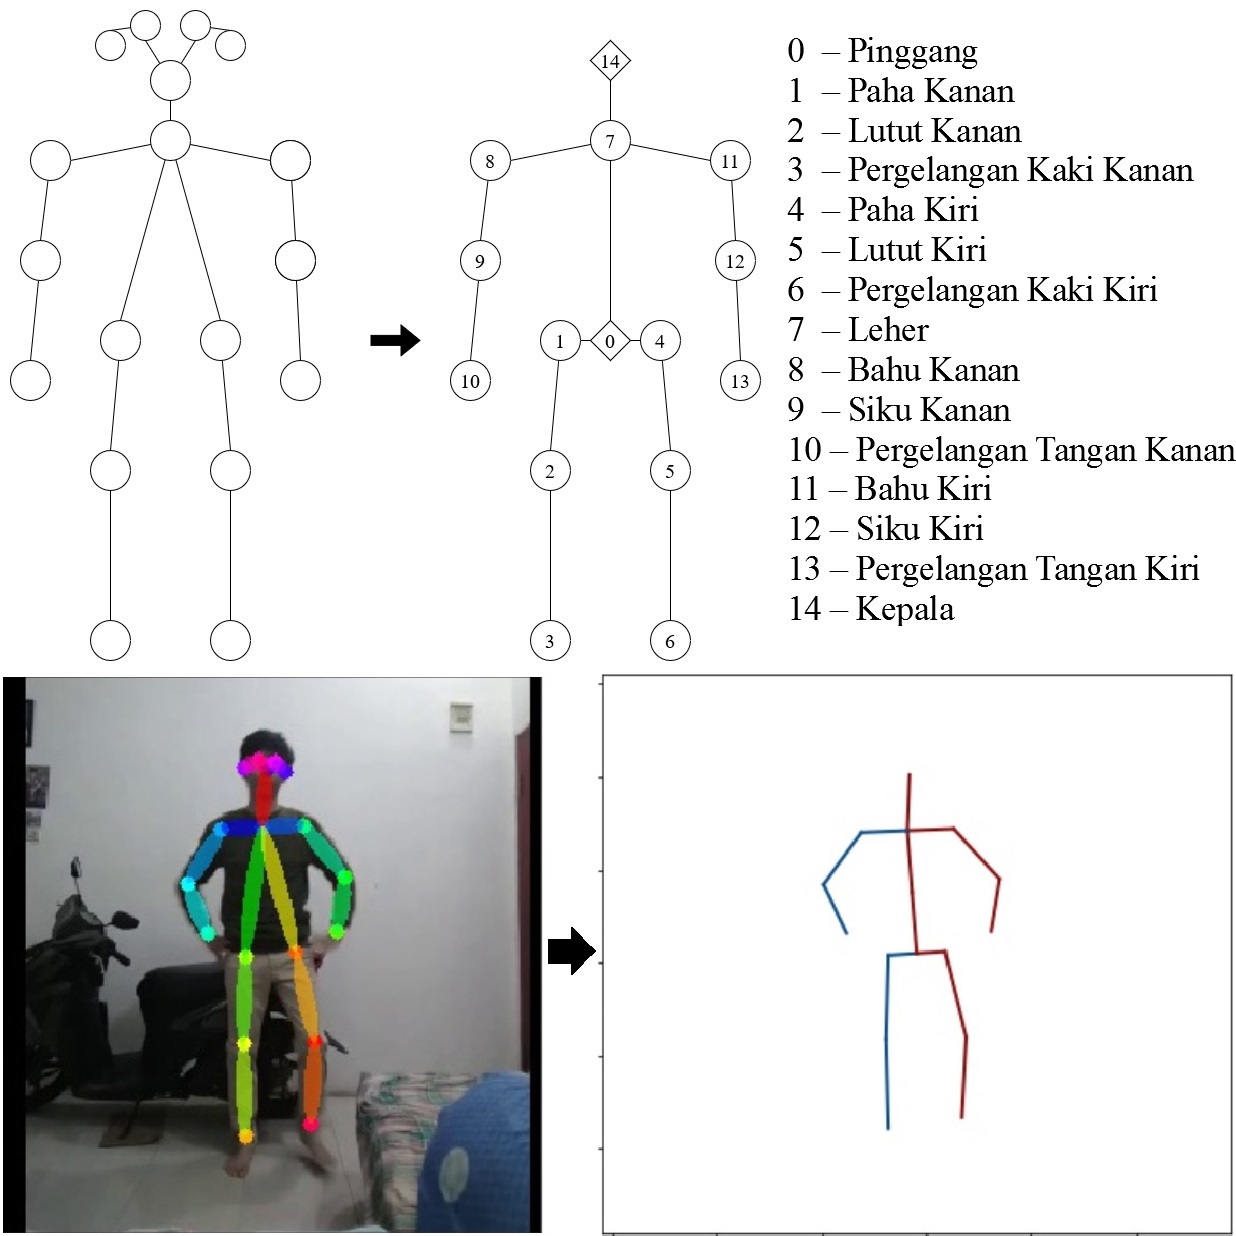 14
7
8
11
9
12
1
0
4
10
13
2
5
3
6
0 – Pinggang
1 – Paha Kanan
2 – Lutut Kanan
3 – Pergelangan Kaki Kanan
4 – Paha Kiri
5 – Lutut Kiri
6 – Pergelangan Kaki Kiri
7 – Leher
8 – Bahu Kanan
9 – Siku Kanan
10 – Pergelangan Tangan Kanan
11 – Bahu Kiri
12 – Siku Kiri
13 – Pergelangan Tangan Kiri
14 – Kepala